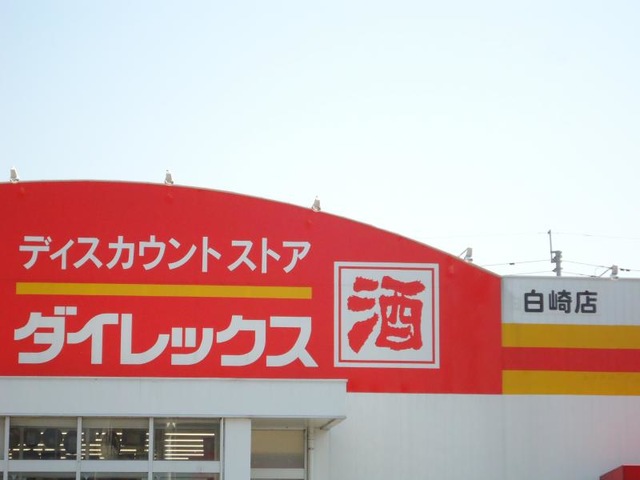 ディスカウントストア
ダイレックス
酒
白崎店